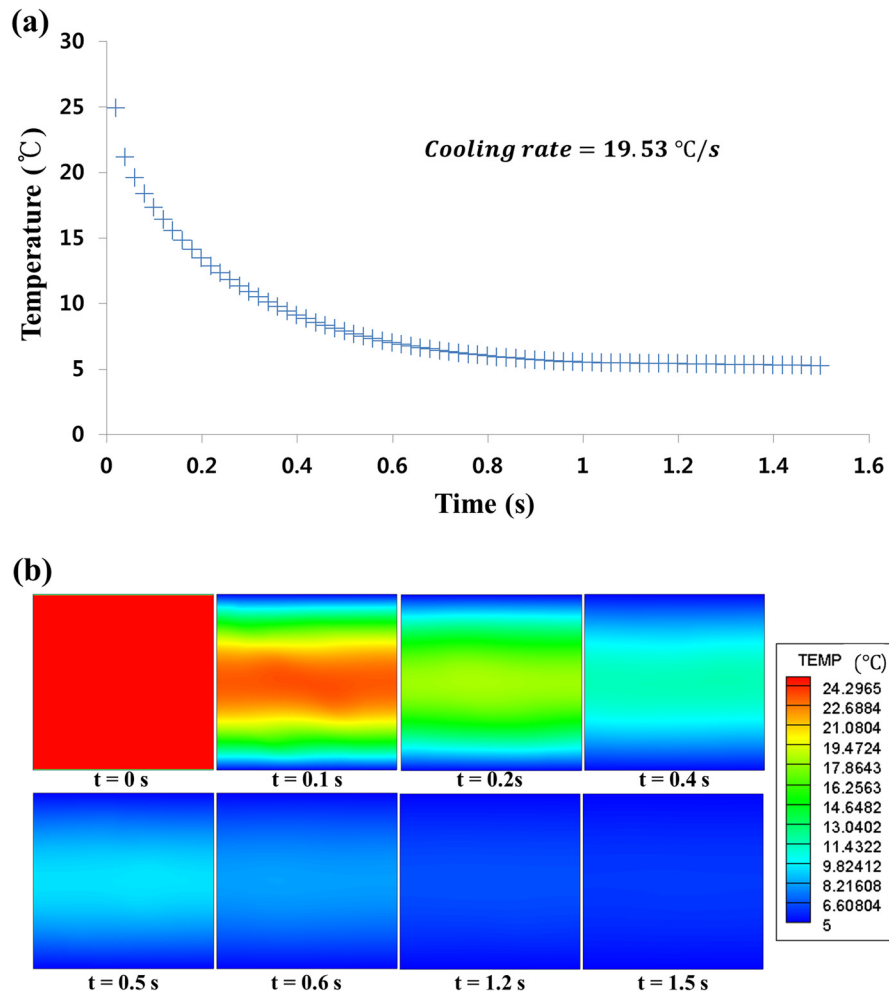 (a)
30
25
20
15
10
5
0
Temperature (℃)
Cooling rate = 19.53 ℃/s
0 0.2 0.4 0.6 0.8 1 1.2 1.4 1.6
Time (s)
(b)
t = 0 s t = 0.1 s t = 0.2s t = 0.4 s
t = 0.5 s t = 0.6 s t = 1.2 s t = 1.5 s
TEMP (℃)
24.2965
22.6884
21.0804
19.4724
17.8643
16.2563
14.6482
13.0402
11.4322
9.82412
8.21608
6.60804
5